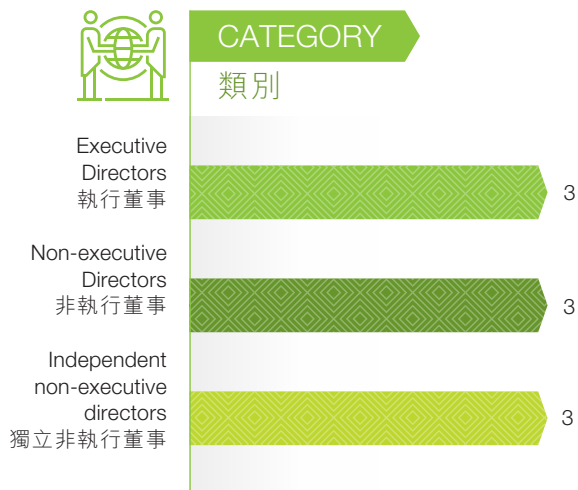 CATEGORY
類別
Executive
Directors
執行董事
3
Non-executive
Directors
非執行董事
3
Independent
non-executive
directors
獨立非執行董事
3